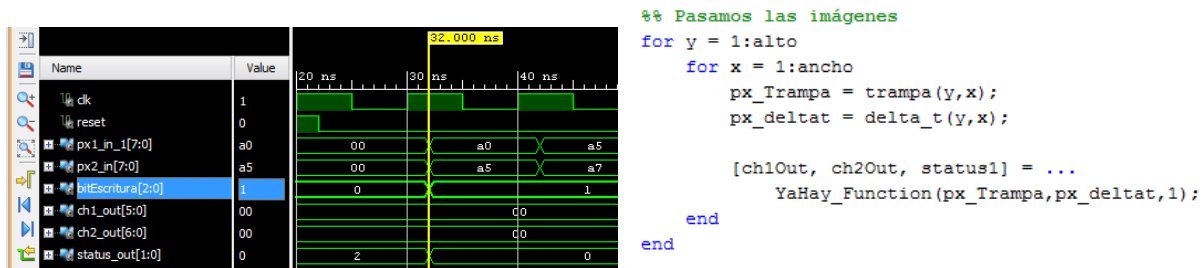 32.000 ns
Name Value
20 ns 30 ns 40 ns
clk 1
reset 0
px1_in_1[7:0] a0 00 a0 a5
px2_in[7:0] a5 00 a5 a7
bitEscritura[2:0] 1 0 1
ch1_out[5:0] 00 00
ch2_out[6:0] 00 00
status_out[1:0] 0 2 0
%% Pasamos las imágenes
for y = 1:alto
for x = 1:ancho
px_Trampa = trampa(y,x);
px_deltat = delta_t(y,x);
[ch1Out, ch2Out, status1] = ...
YaHay_Function(px_Trampa,px_deltat,1);
end
end